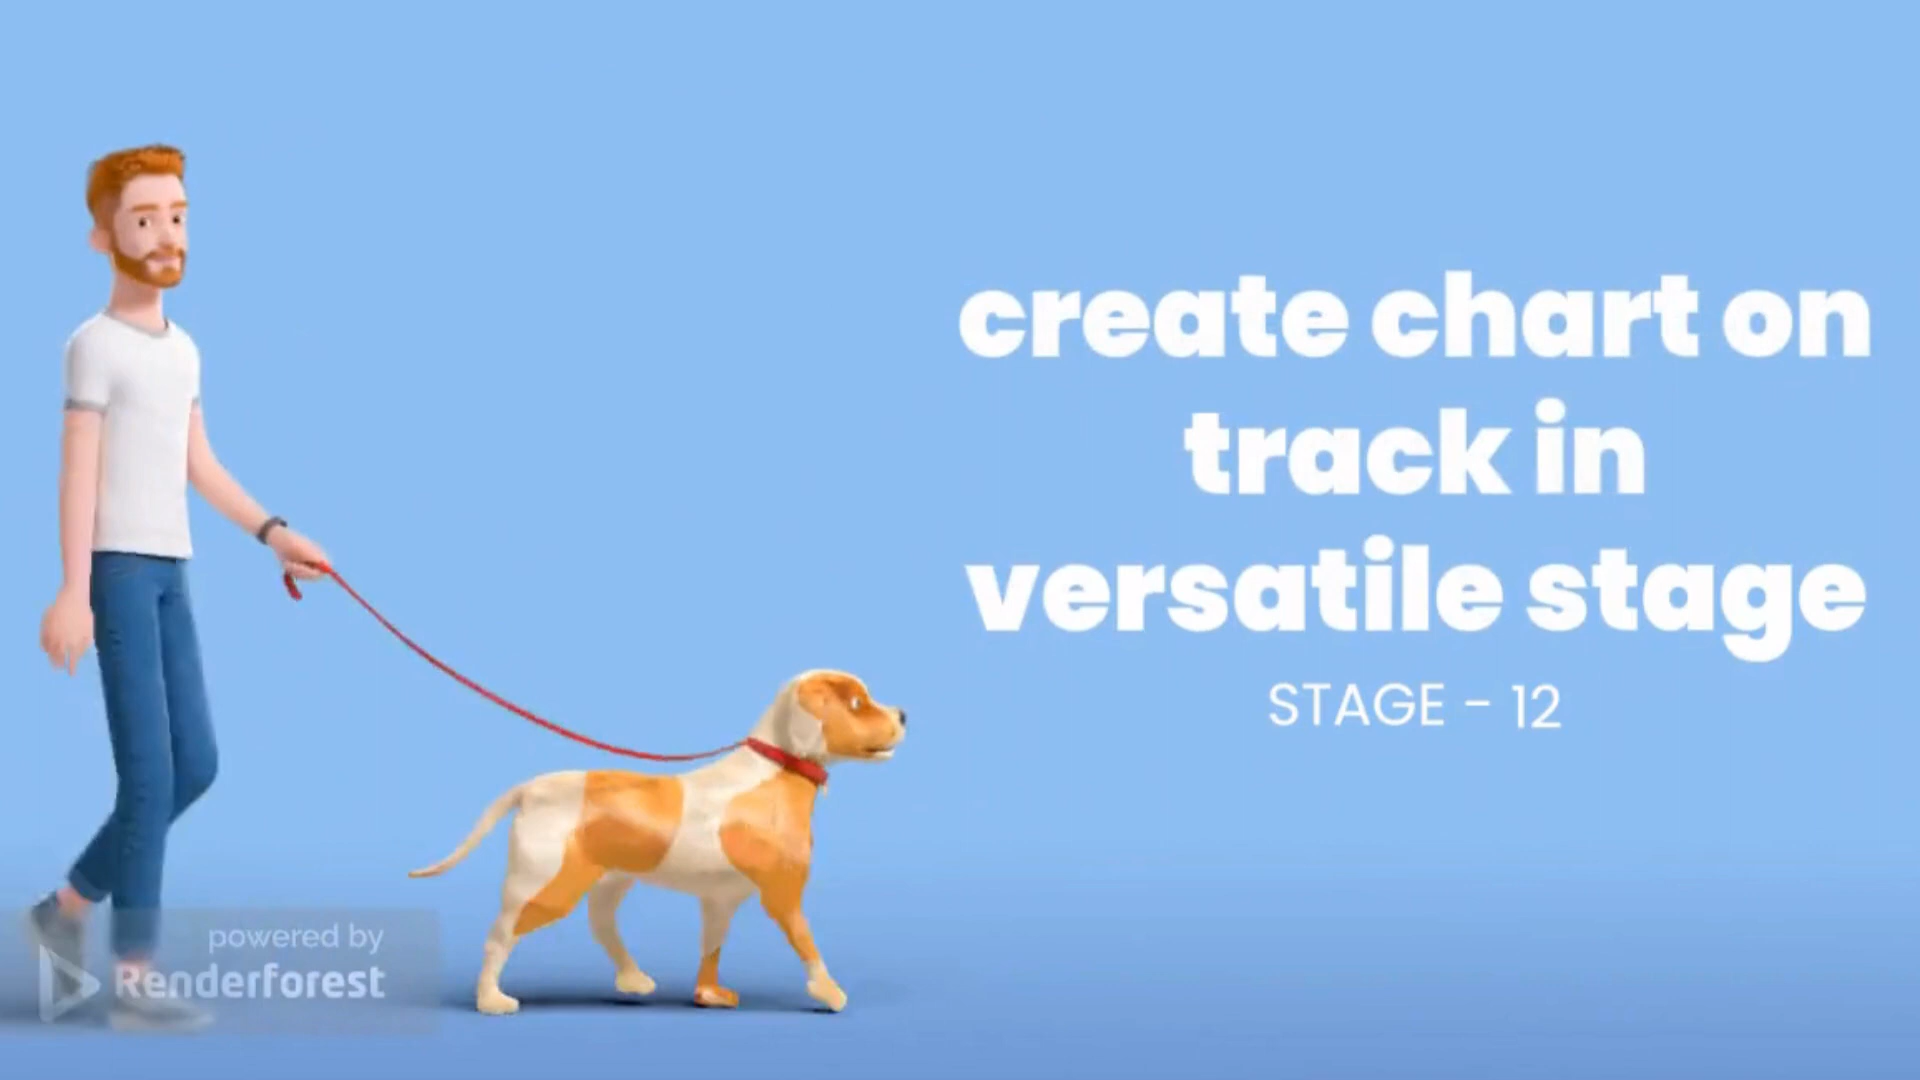 create chart on
track in
versatile stage
STAGE - 12
powered by
Renderforest